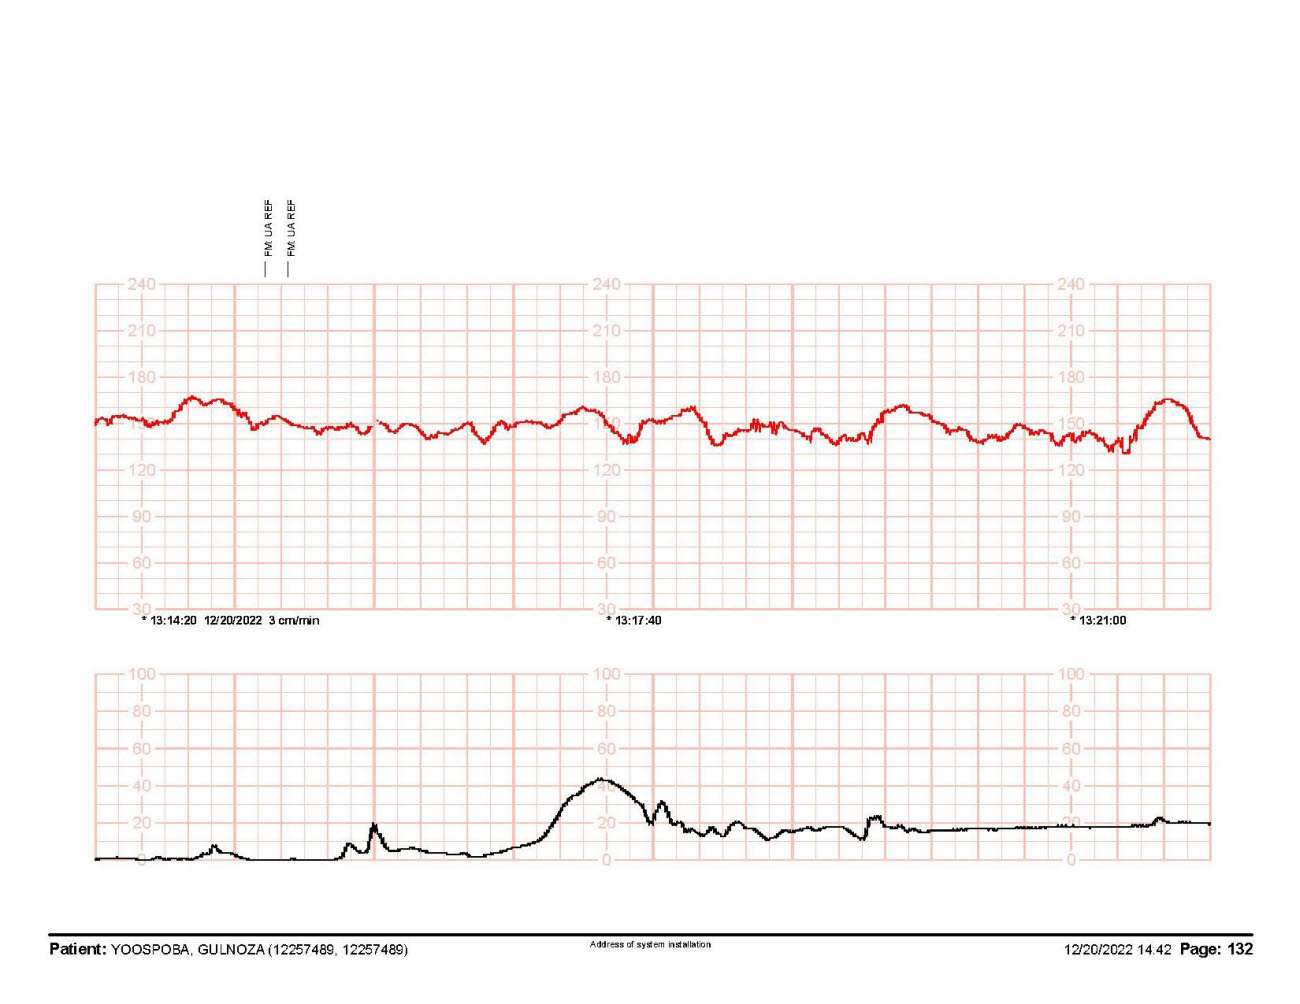 FM: UA REF
FM: UA REF
240 240 240
210 210 210
180 180 180
150 150 150
120 120 120
90 90 90
60 60 60
30 30 30
* 13:14:20 12/20/2022 3 cm/min * 13:17:40 * 13:21:00
100 100 100
80 80 80
60 60 60
40 40 40
20 20 20
0 0 0
Patient: YOOSPOBA, GULNOZA (12257489, 12257489) Address of system installation 12/20/2022 14:42 Page: 132